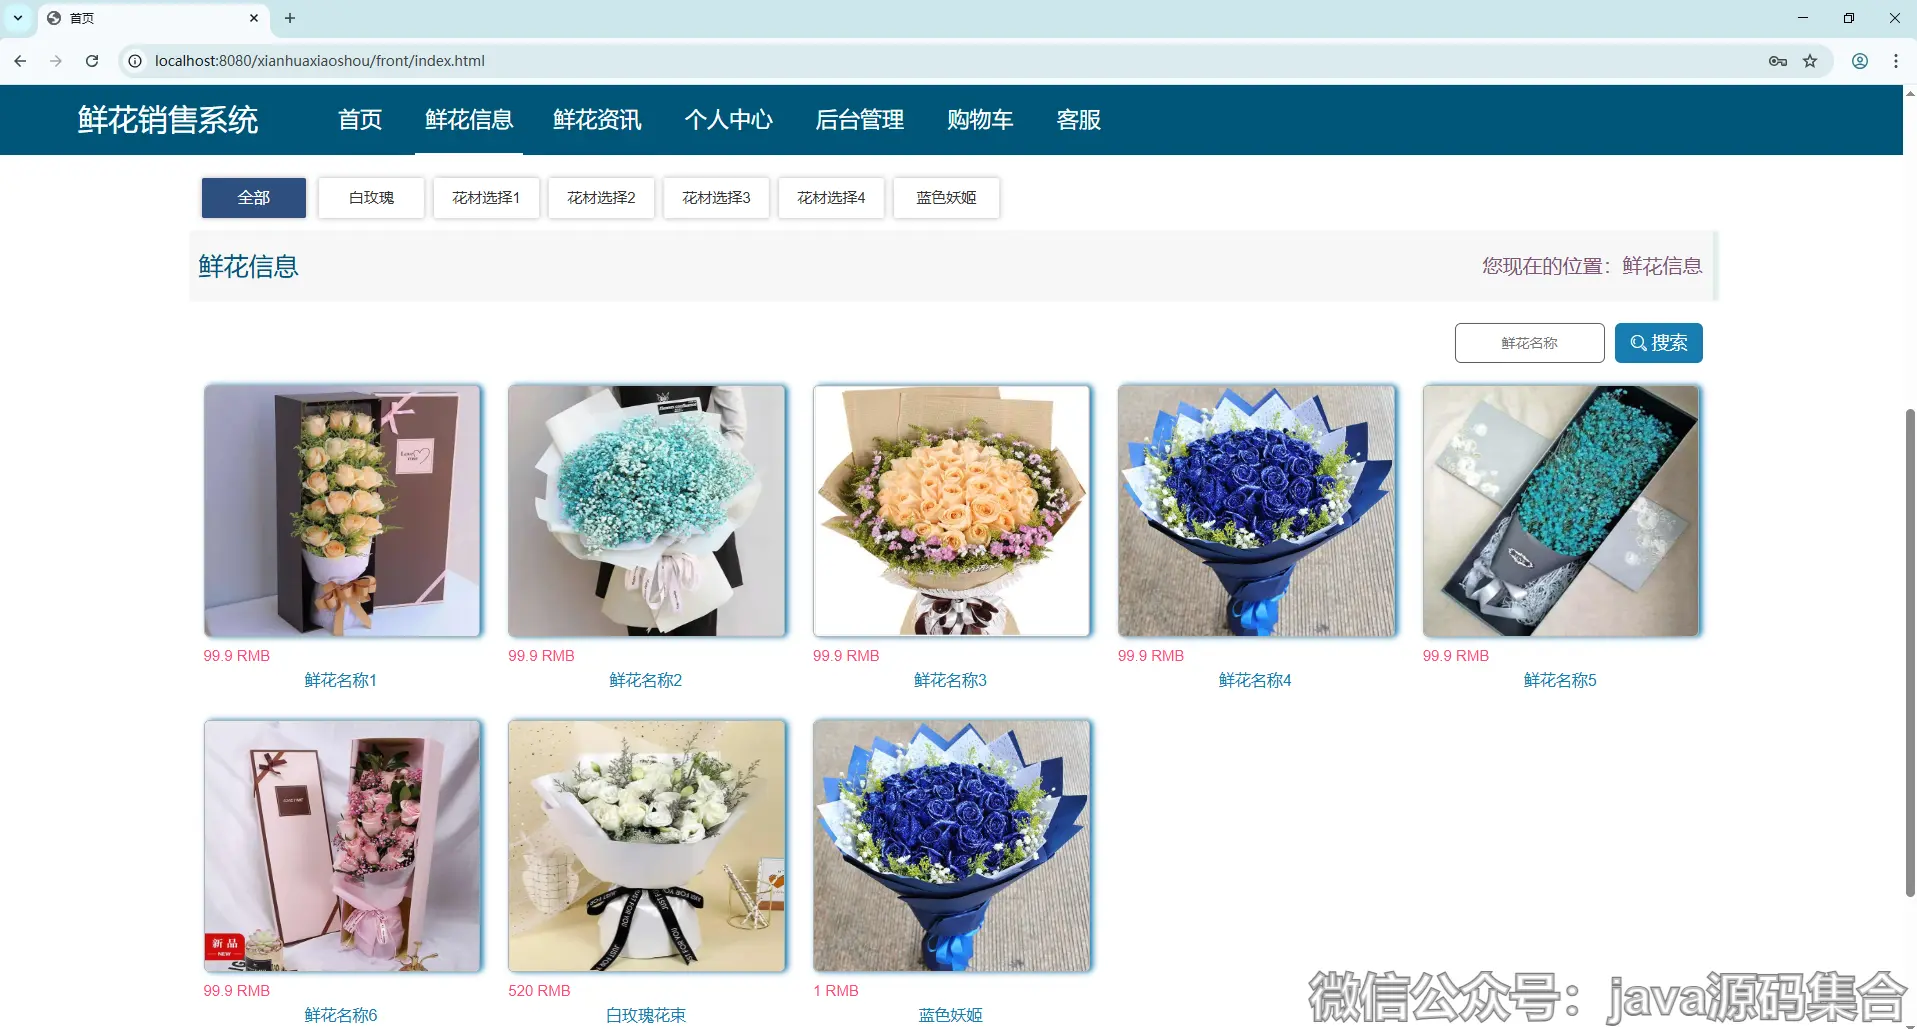 首页
localhost:8080/xianhuaxiaoshou/front/index.html
鲜花销售系统 首页 鲜花信息 鲜花资讯 个人中心 后台管理 购物车 客服
全部 白玫瑰 花材选择1 花材选择2 花材选择3 花材选择4 蓝色妖姬
鲜花信息 您现在的位置：鲜花信息
鲜花名称 搜索
99.9 RMB 99.9 RMB 99.9 RMB 99.9 RMB 99.9 RMB
鲜花名称1 鲜花名称2 鲜花名称3 鲜花名称4 鲜花名称5
新品
NEW
JUST FOR YOU
99.9 RMB 520 RMB 1 RMB
鲜花名称6 白玫瑰花束 蓝色妖姬
微信公众号：java源码集合